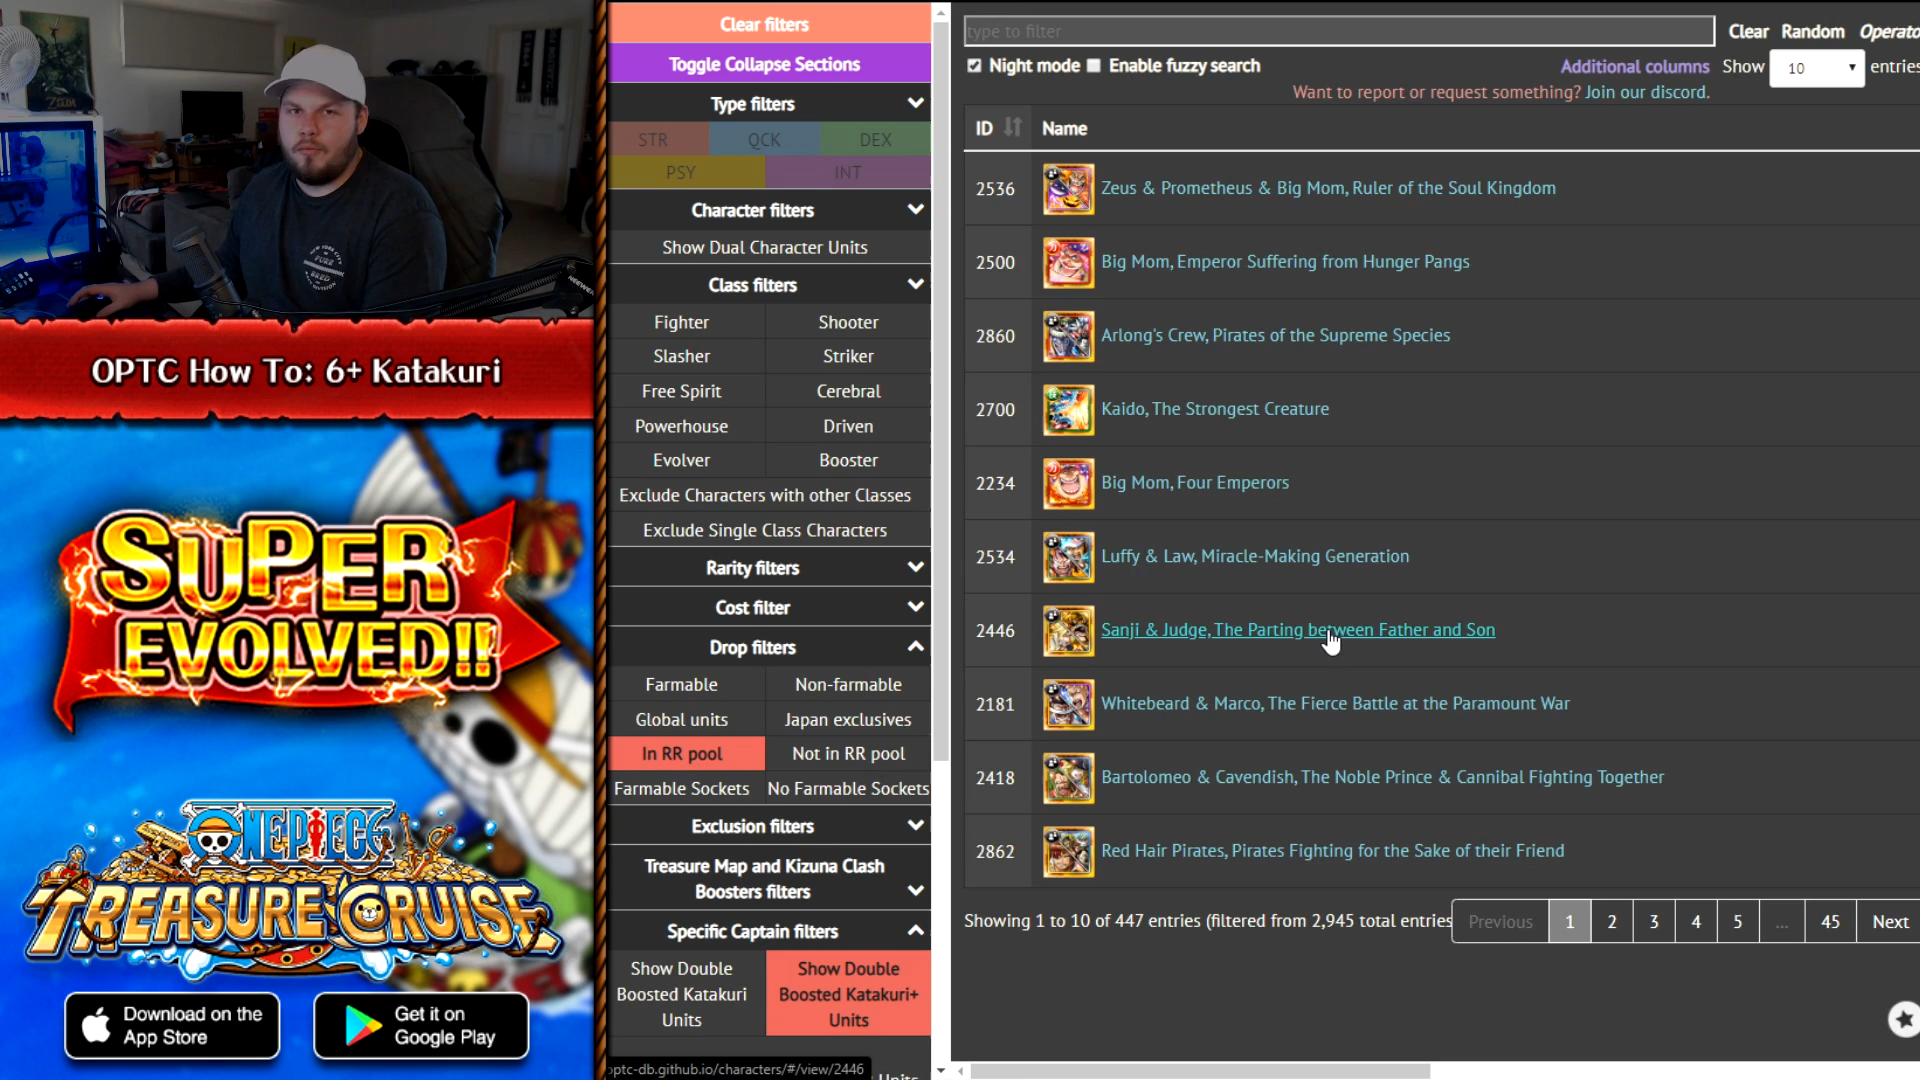 OPTC How To: 6+ Katakuri
SUPER
EVOLVED!!
ONE PIECE
TREASURE CRUISE
Download on the
App Store
Get it on
Google Play
Clear filters
Toggle Collapse Sections
Type filters
STR QCK DEX
PSY INT
Character filters
Show Dual Character Units
Class filters
Fighter Shooter
Slasher Striker
Free Spirit Cerebral
Powerhouse Driven
Evolver Booster
Exclude Characters with other Classes
Exclude Single Class Characters
Rarity filters
Cost filter
Drop filters
Farmable Non-farmable
Global units Japan exclusives
In RR pool Not in RR pool
Farmable Sockets No Farmable Sockets
Exclusion filters
Treasure Map and Kizuna Clash
Boosters filters
Specific Captain filters
Show Double
Boosted Katakuri
Units
Show Double
Boosted Katakuri+
Units
optc-db.github.io/characters/#/view/2446
Units
type to filter Clear Random Operato
Night mode Enable fuzzy search Additional columns Show 10 entries
Want to report or request something? Join our discord.
ID Name
2536 Zeus & Prometheus & Big Mom, Ruler of the Soul Kingdom
2500 Big Mom, Emperor Suffering from Hunger Pangs
2860 Arlong's Crew, Pirates of the Supreme Species
2700 Kaido, The Strongest Creature
2234 Big Mom, Four Emperors
2534 Luffy & Law, Miracle-Making Generation
2446 Sanji & Judge, The Parting between Father and Son
2181 Whitebeard & Marco, The Fierce Battle at the Paramount War
2418 Bartolomeo & Cavendish, The Noble Prince & Cannibal Fighting Together
2862 Red Hair Pirates, Pirates Fighting for the Sake of their Friend
Showing 1 to 10 of 447 entries (filtered from 2,945 total entries Previous 1 2 3 4 5 ... 45 Next